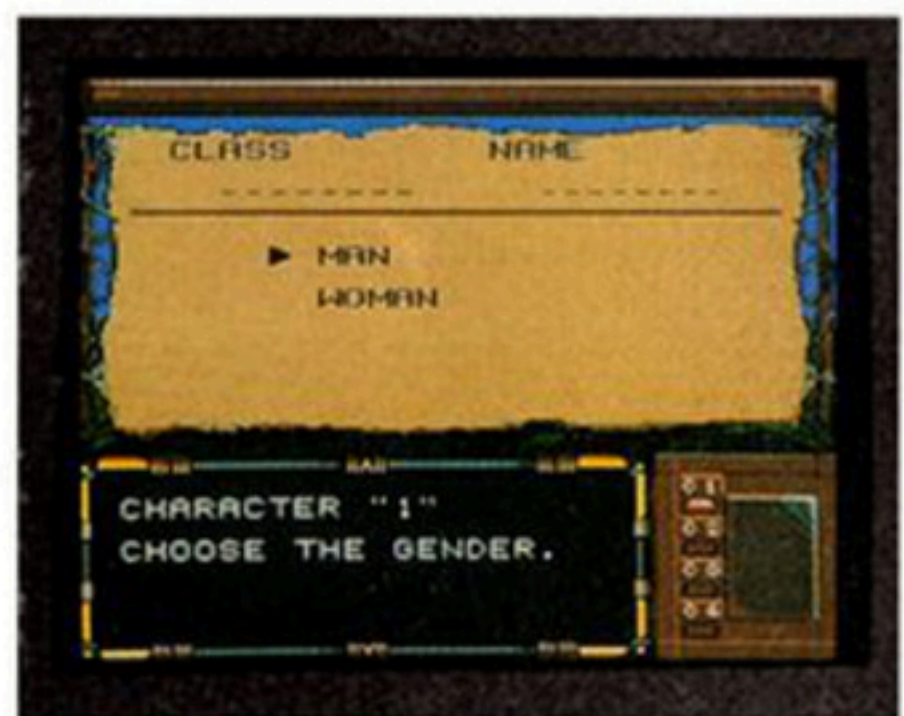 CLASS NAME
-------- --------
MAN
WOMAN
CHARACTER "1"
CHOOSE THE GENDER.